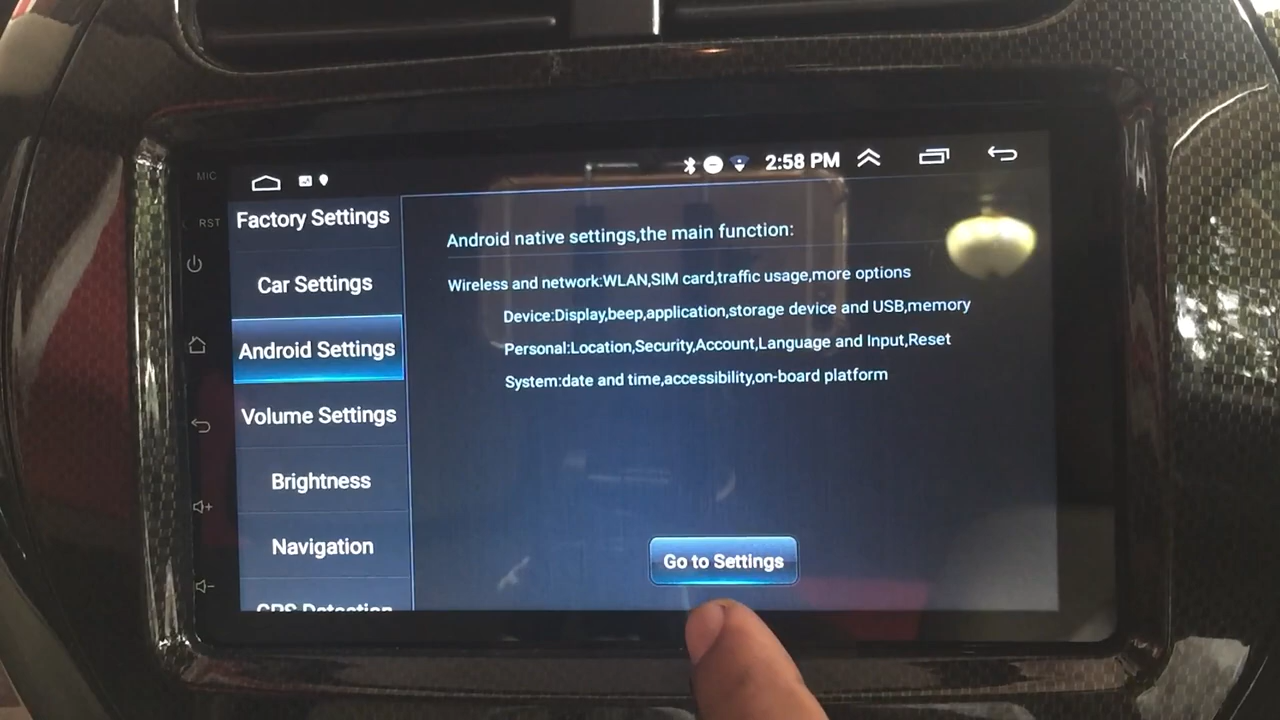 MIC
RST
2:58 PM
Factory Settings
Car Settings
Android Settings
Volume Settings
Brightness
Navigation
GPS Detection
Android native settings,the main function:
Wireless and network:WLAN,SIM card,traffic usage,more options
Device:Display,beep,application,storage device and USB,memory
Personal:Location,Security,Account,Language and Input,Reset
System:date and time,accessibility,on-board platform
Go to Settings